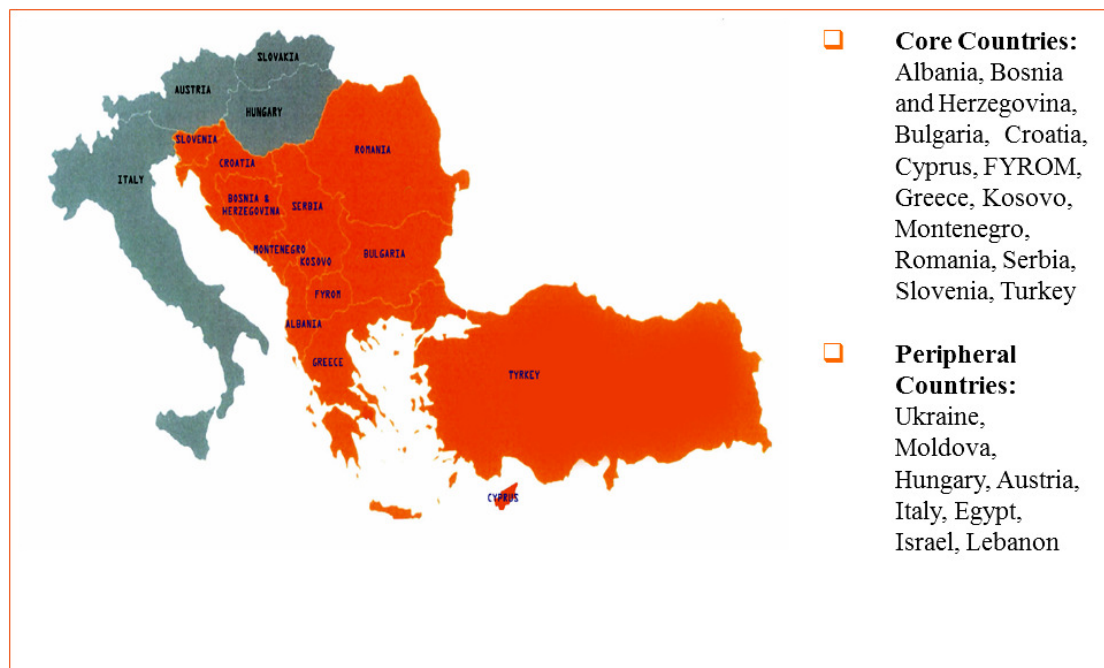 SLOVAKIA
AUSTRIA
HUNGARY
SLOVENIA
ROMANIA
CROATIA
ITALY
BOSNIA &
HERZEGOVINA
SERBIA
MONTENEGRO
BULGARIA
KOSOVO
FYROM
ALBANIA
GREECE
TYRKEY
CYPRUS
Core Countries:
Albania, Bosnia
and Herzegovina,
Bulgaria, Croatia,
Cyprus, FYROM,
Greece, Kosovo,
Montenegro,
Romania, Serbia,
Slovenia, Turkey
Peripheral
Countries:
Ukraine,
Moldova,
Hungary, Austria,
Italy, Egypt,
Israel, Lebanon